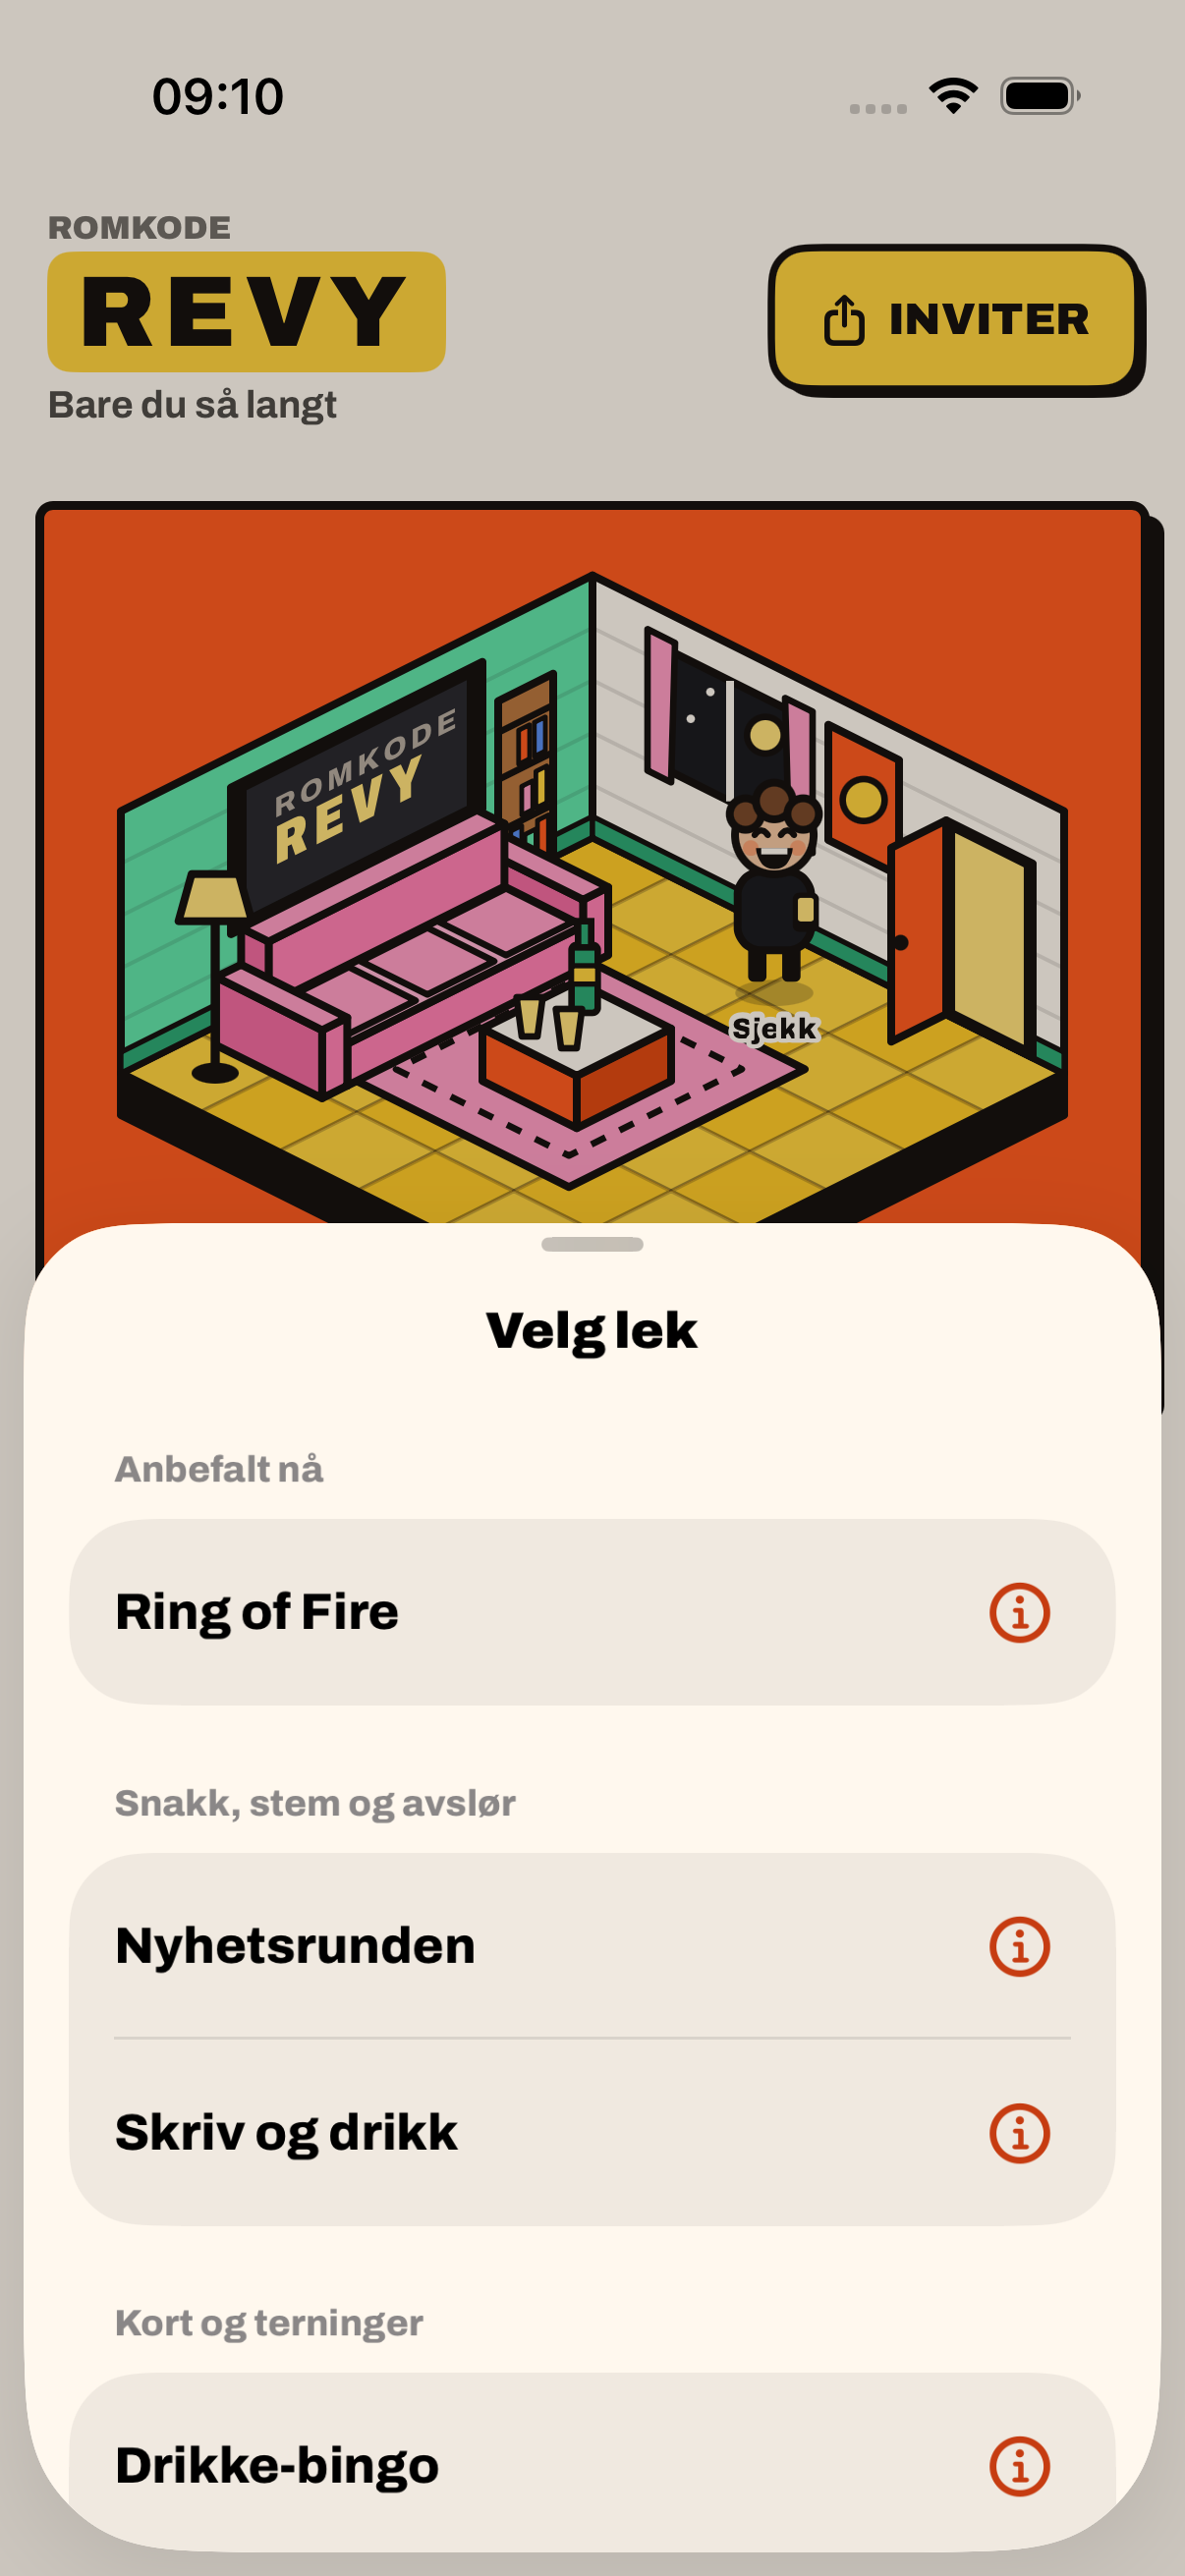 09:10
ROMKODE
REVY
INVITER
Bare du så langt
ROMKODE
REVY
Sjekk
Velg lek
Anbefalt nå
Ring of Fire
Snakk, stem og avslør
Nyhetsrunden
Skriv og drikk
Kort og terninger
Drikke-bingo